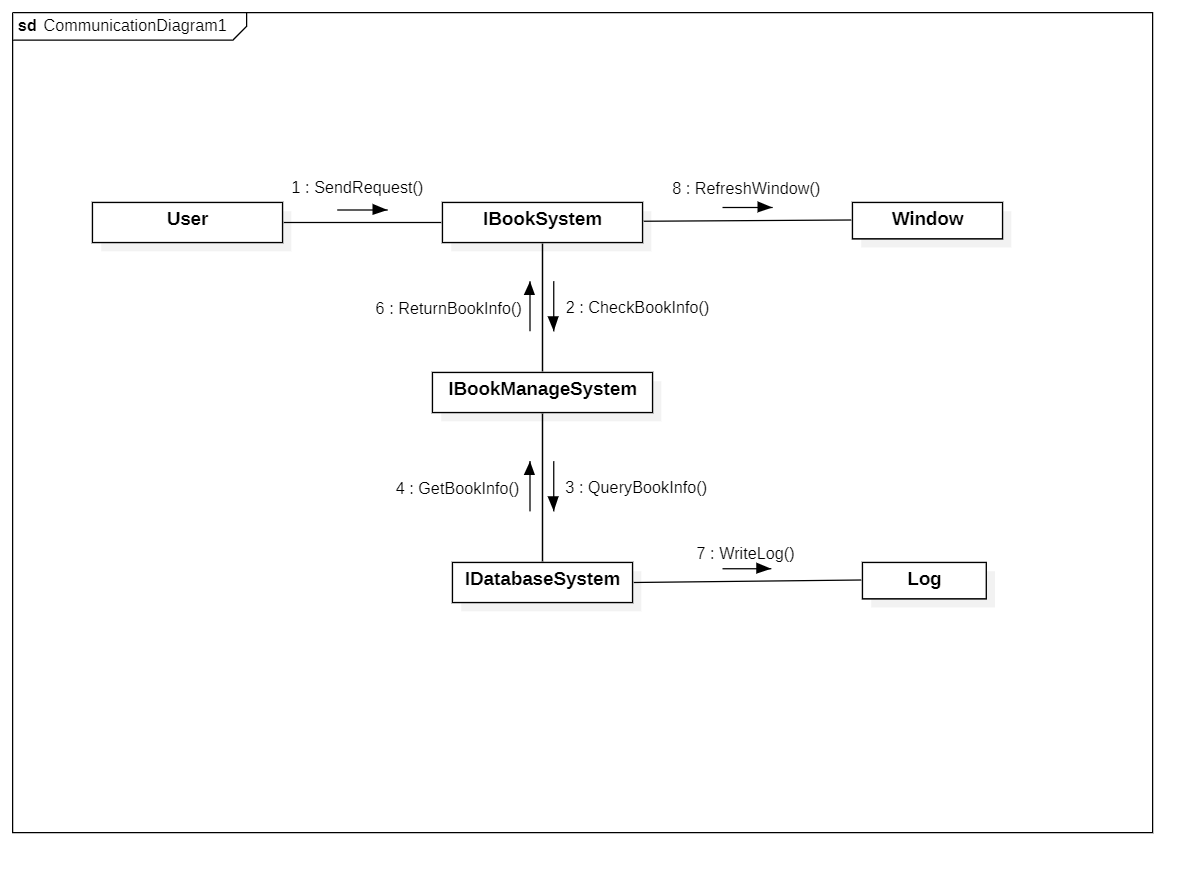 sd CommunicationDiagram1
1 : SendRequest()
8 : RefreshWindow()
User
IBookSystem
Window
6 : ReturnBookInfo()
2 : CheckBookInfo()
IBookManageSystem
4 : GetBookInfo()
3 : QueryBookInfo()
7 : WriteLog()
IDatabaseSystem
Log